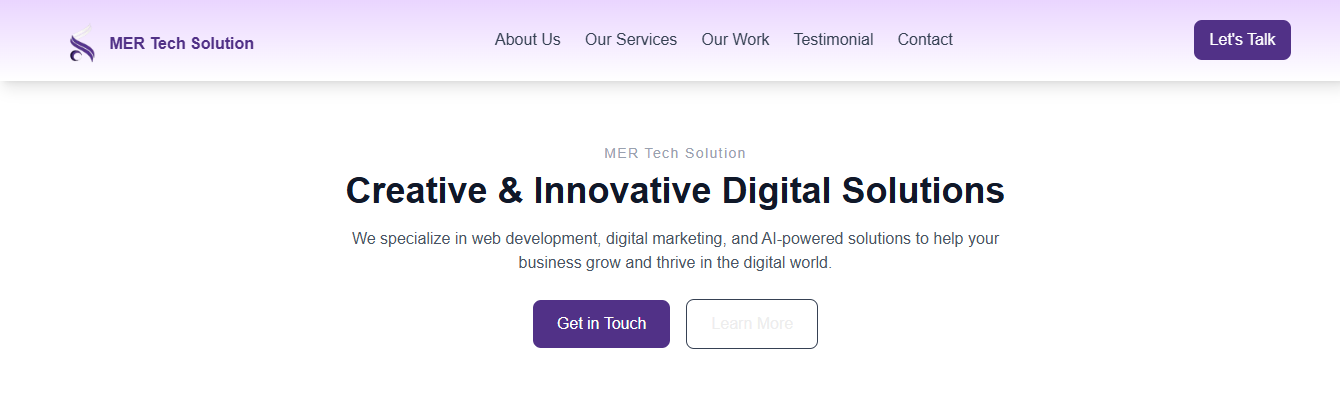 MER Tech Solution
About Us Our Services Our Work Testimonial Contact
Let's Talk
MER Tech Solution
Creative & Innovative Digital Solutions
We specialize in web development, digital marketing, and AI-powered solutions to help your
business grow and thrive in the digital world.
Get in Touch Learn More